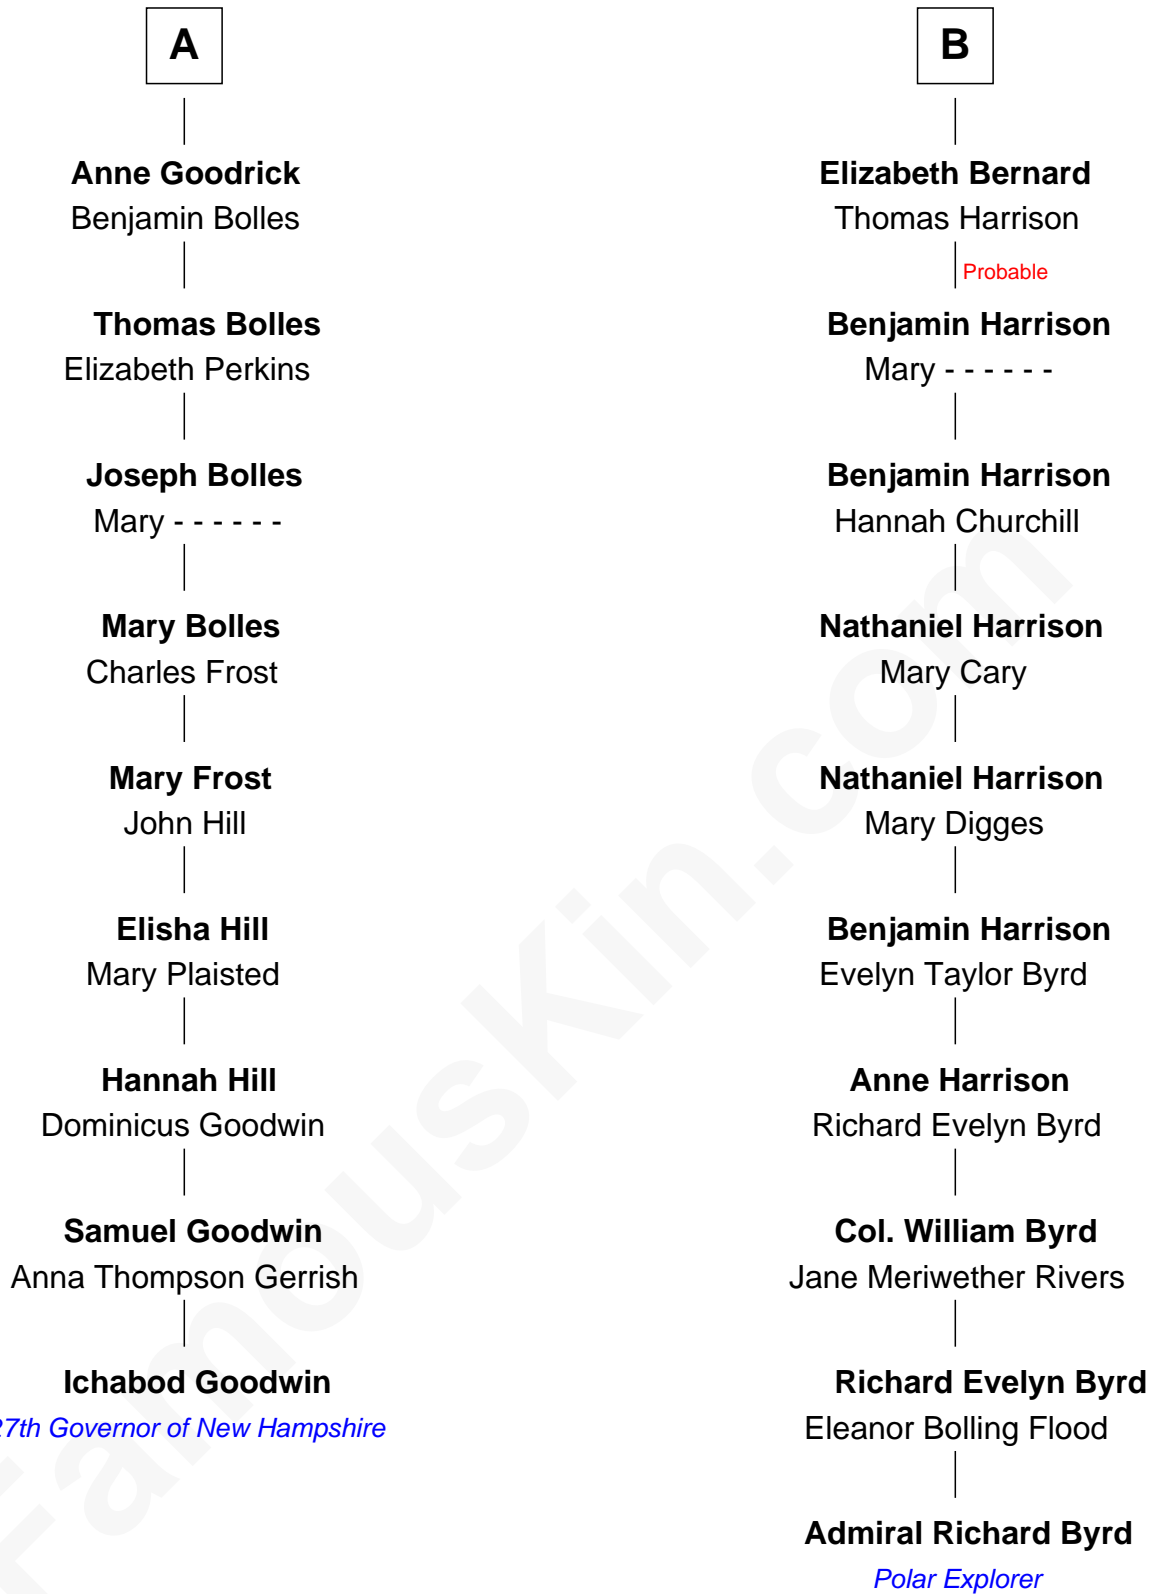 A
Anne Goodrick
Benjamin Bolles
Thomas Bolles
Elizabeth Perkins
Joseph Bolles
Mary - - - - - -
Mary Bolles
Charles Frost
Mary Frost
John Hill
Elisha Hill
Mary Plaisted
Hannah Hill
Dominicus Goodwin
Samuel Goodwin
Anna Thompson Gerrish
Ichabod Goodwin
27th Governor of New Hampshire
B
Elizabeth Bernard
Thomas Harrison
Probable
Benjamin Harrison
Mary - - - - - -
Benjamin Harrison
Hannah Churchill
Nathaniel Harrison
Mary Cary
Nathaniel Harrison
Mary Digges
Benjamin Harrison
Evelyn Taylor Byrd
Anne Harrison
Richard Evelyn Byrd
Col. William Byrd
Jane Meriwether Rivers
Richard Evelyn Byrd
Eleanor Bolling Flood
Admiral Richard Byrd
Polar Explorer
FamousKin.com